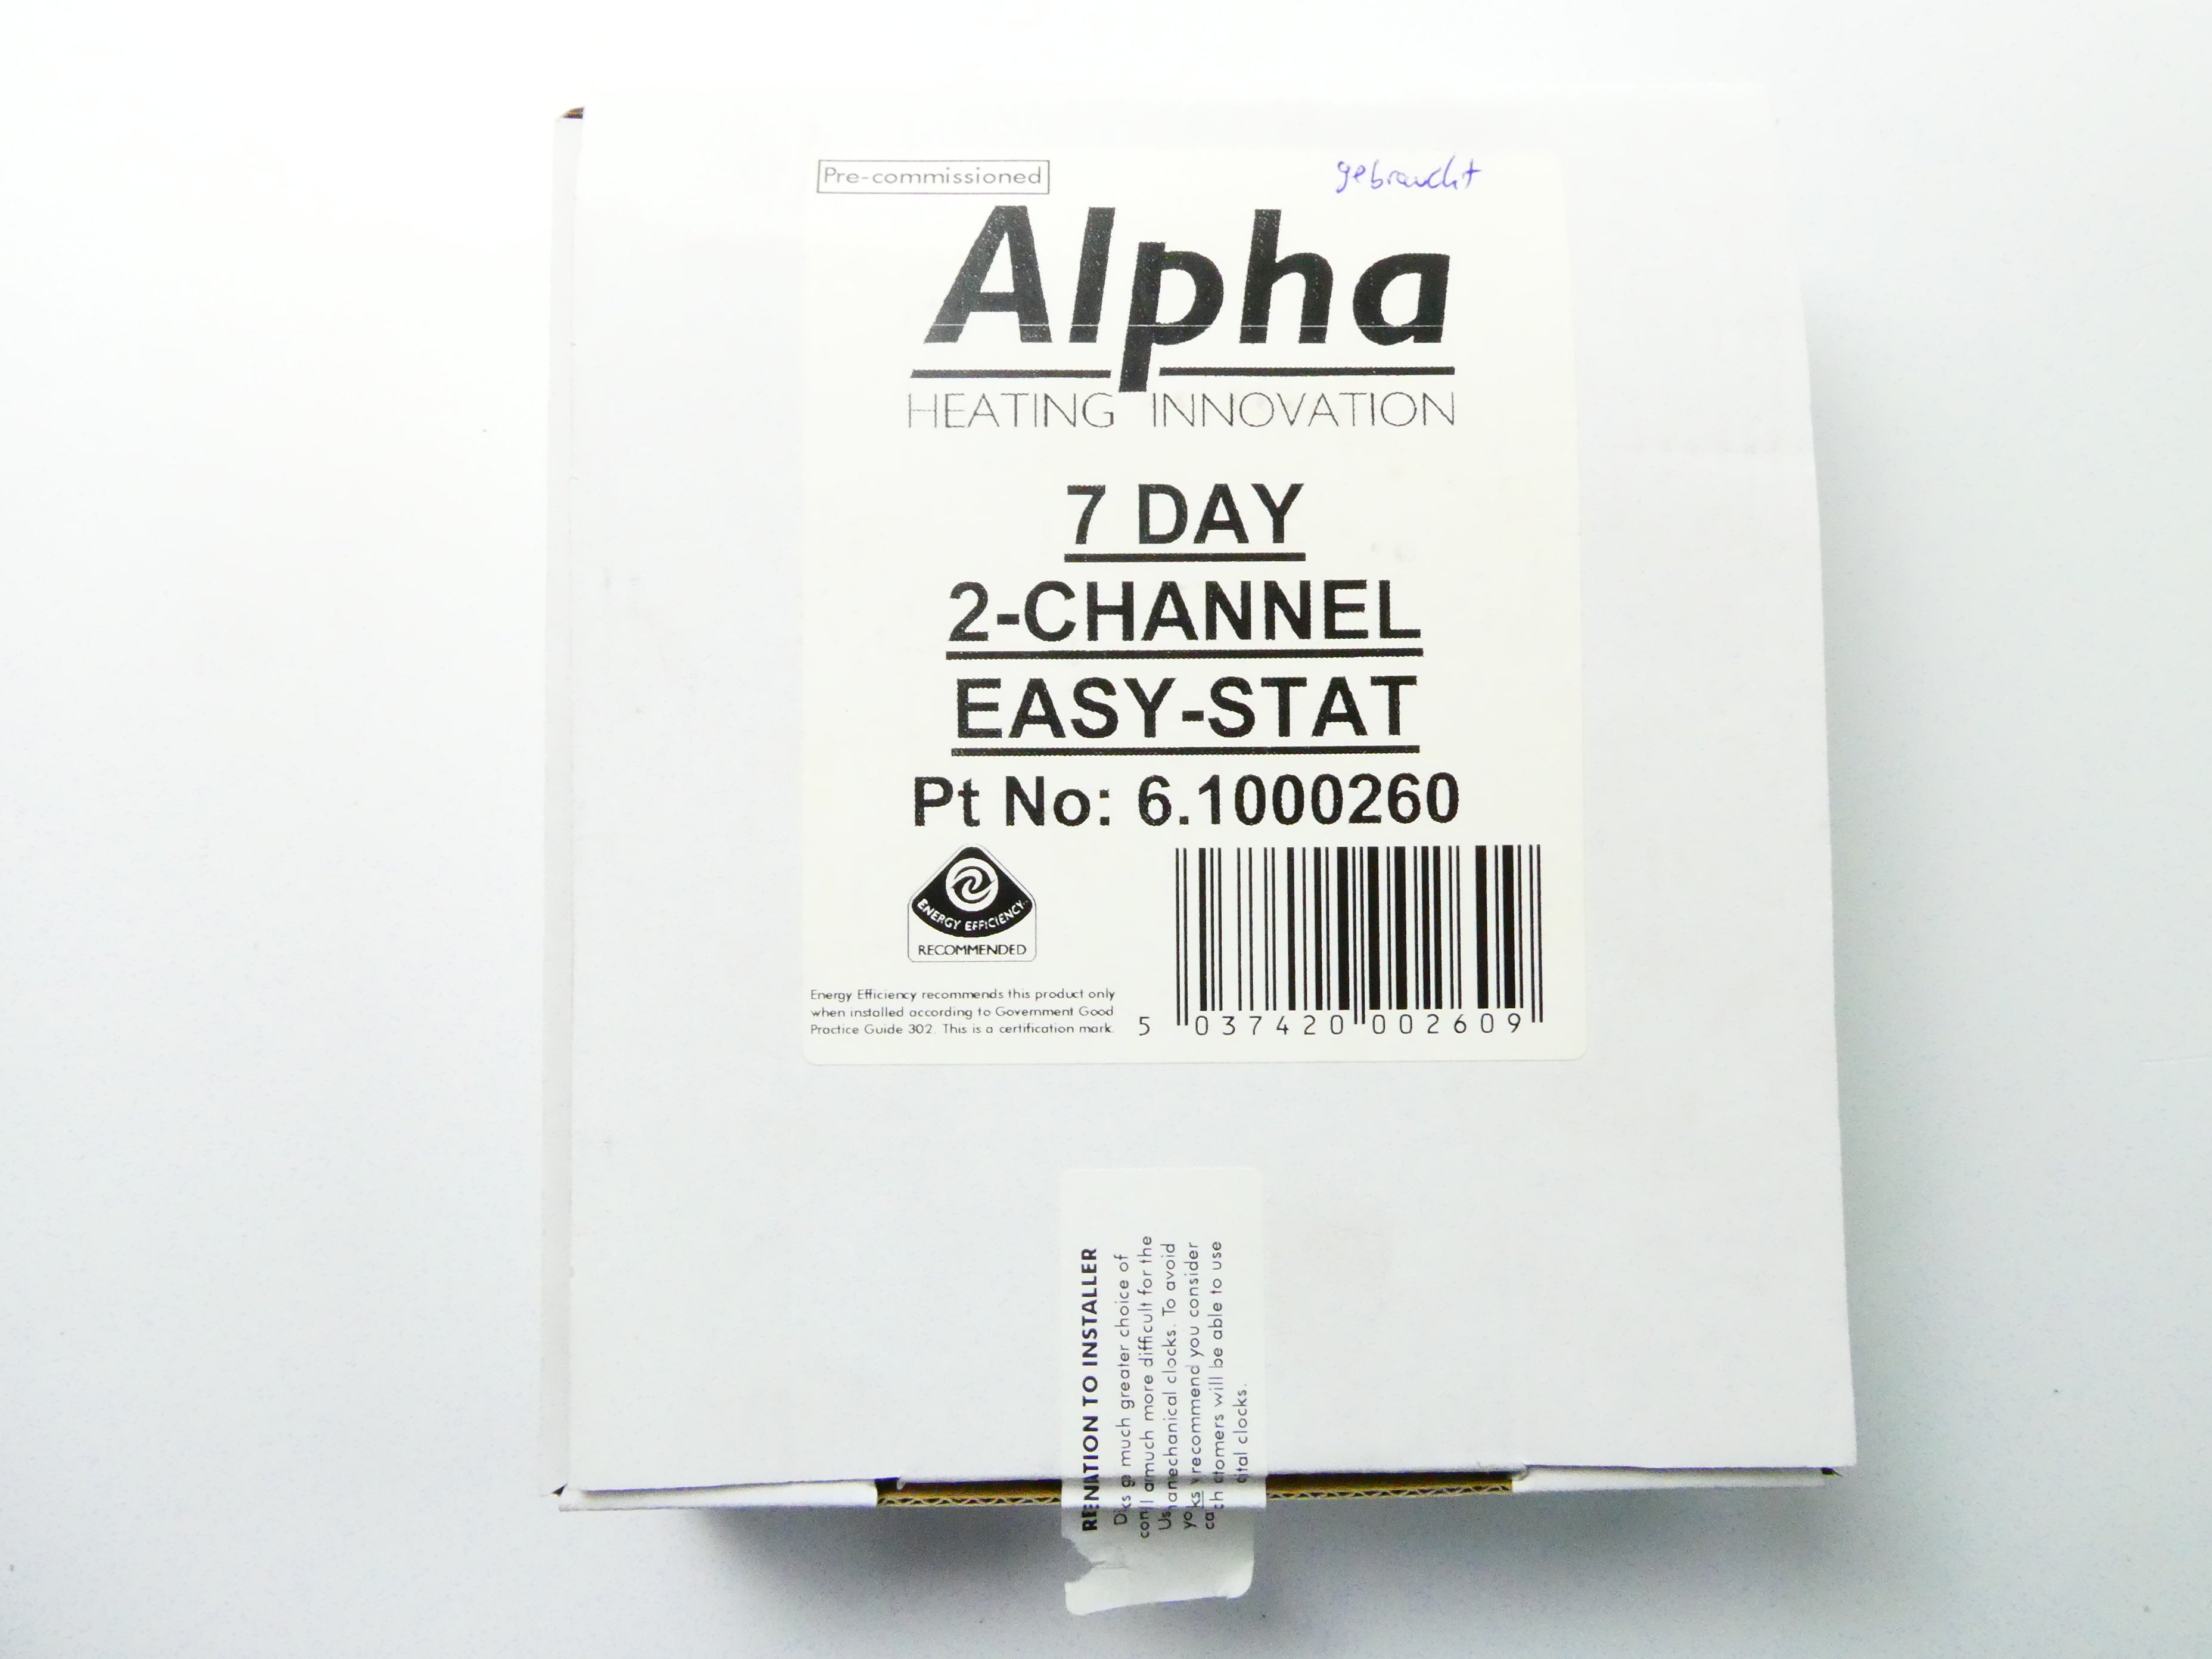 Pre-commissioned
gebraucht
Alpha
HEATING INNOVATION
7 DAY
2-CHANNEL
EASY-STAT
Pt No: 6.1000260
ENERGY EFFICIENCY
RECOMMENDED
Energy Efficiency recommends this product only
when installed according to Government Good
Practice Guide 302. This is a certification mark.
5 037420 002609
TO INSTALLER
much greater choice of
much more difficult for the
mechanical clocks. To avoid
recommend you consider
will be able to use
clocks.